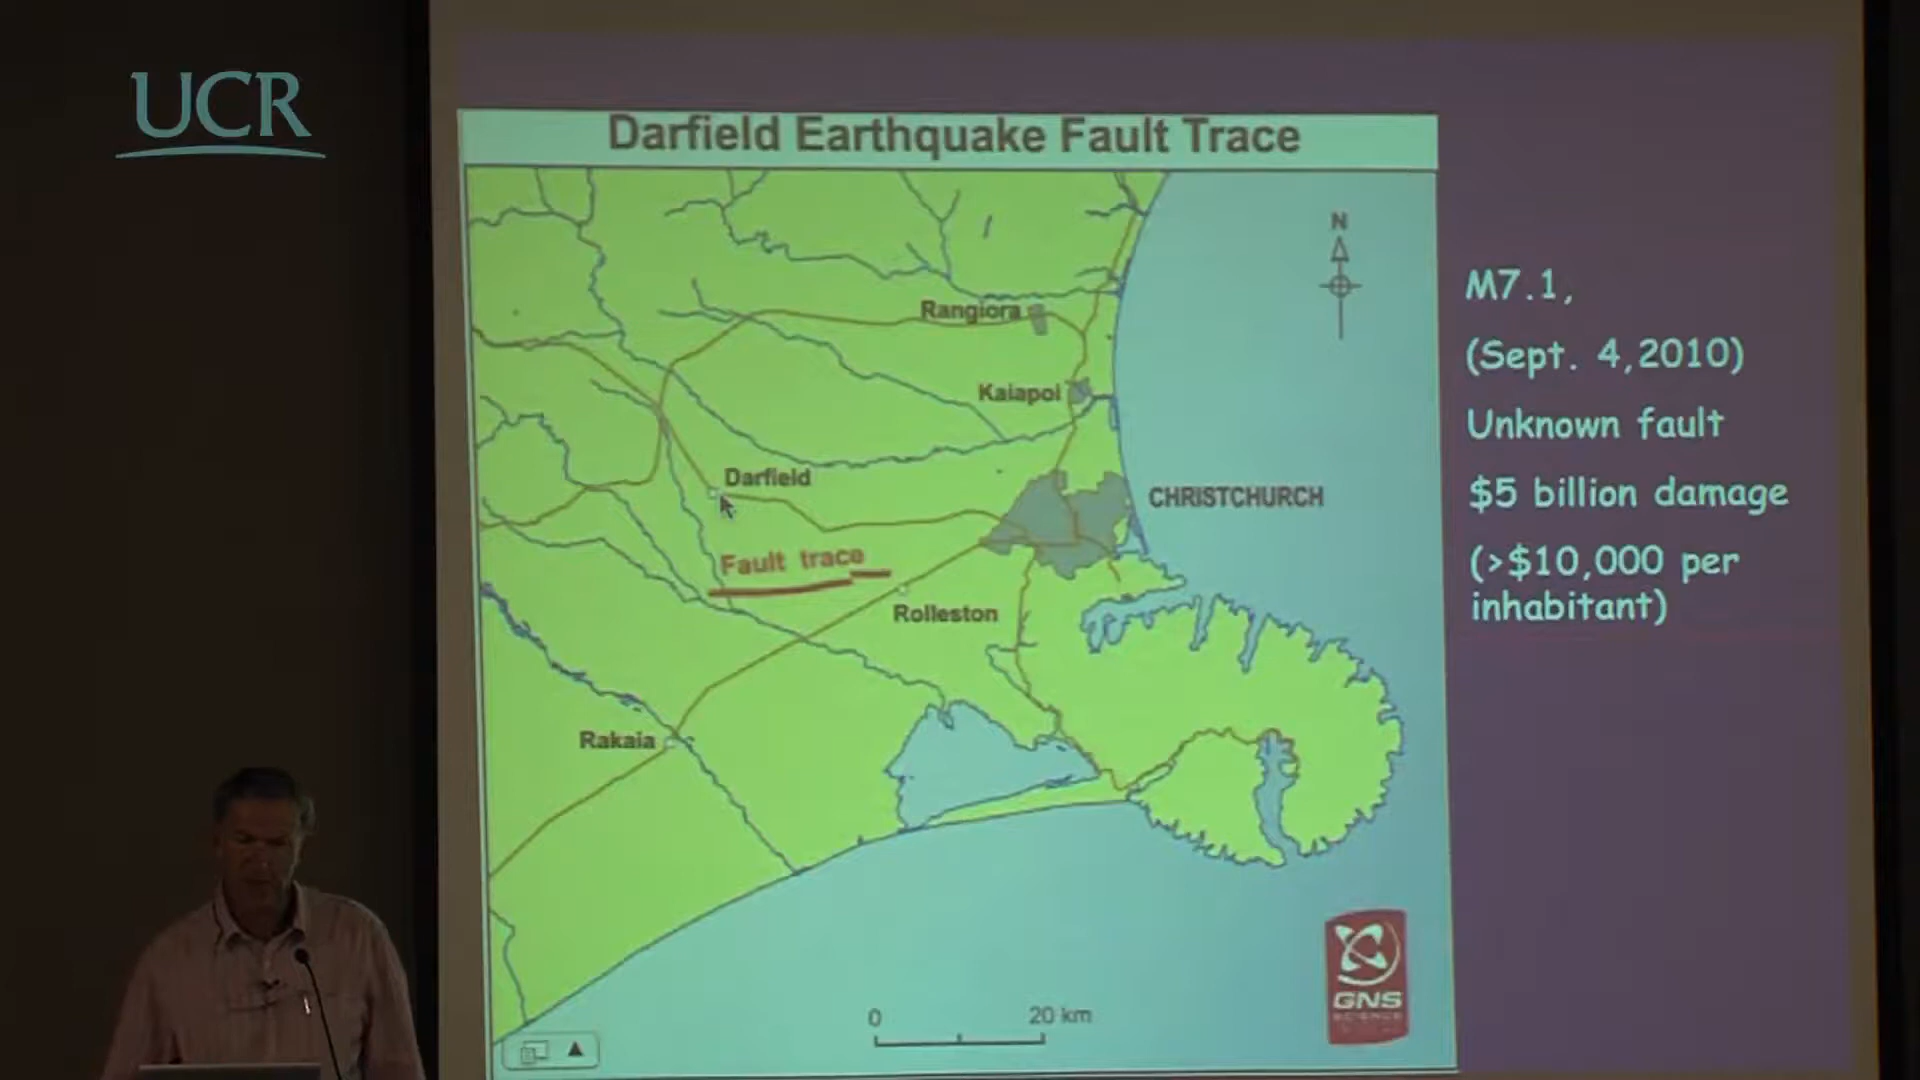 UCR
Darfield Earthquake Fault Trace
N
Rangiora
Kaiapoi
Darfield
CHRISTCHURCH
Fault trace
Rolleston
Rakaia
0 20 km
GNS
SCIENCE
M7.1,
(Sept. 4,2010)
Unknown fault
$5 billion damage
(>$10,000 per
inhabitant)